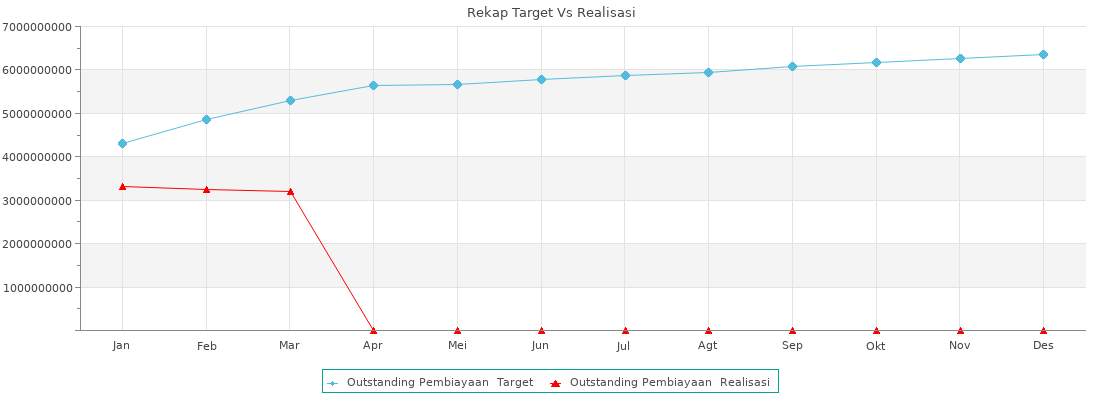 Rekap Target Vs Realisasi
7000000000
6000000000
5000000000
4000000000
3000000000
2000000000
1000000000
Jan Feb Mar Apr Mei Jun Jul Agt Sep Okt Nov Des
Outstanding Pembiayaan Target Outstanding Pembiayaan Realisasi